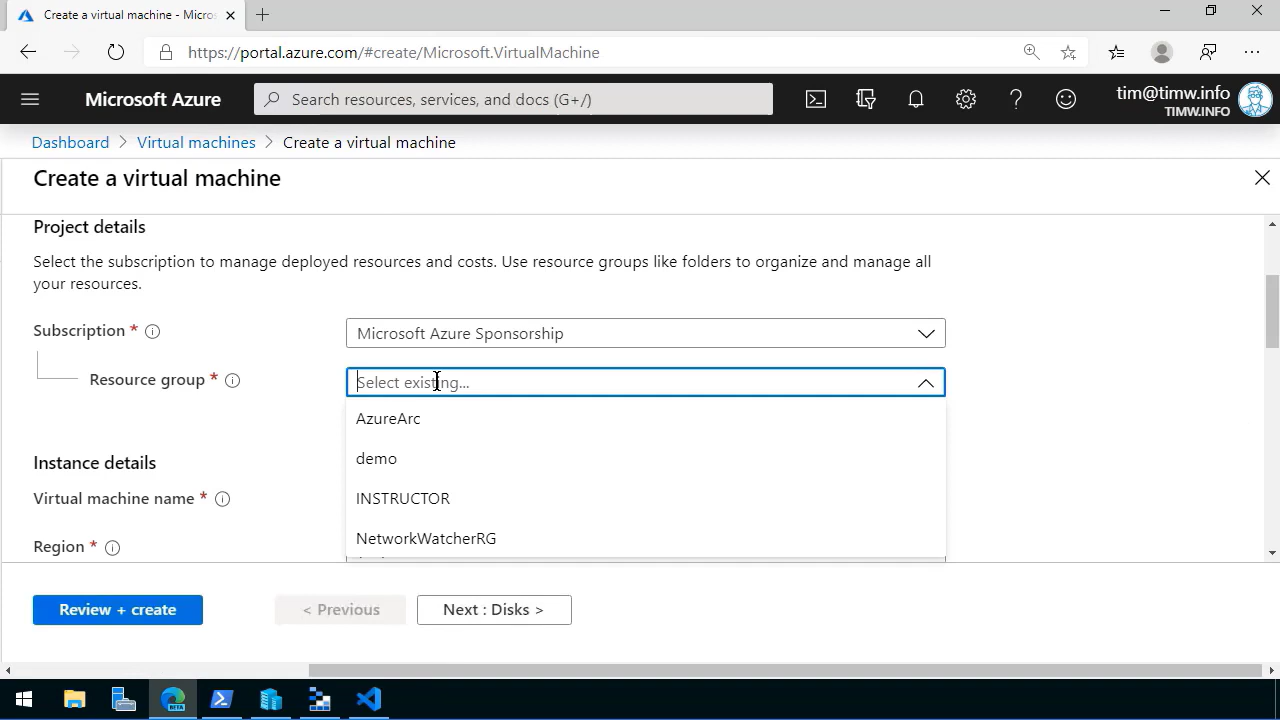 Create a virtual machine - Micros
https://portal.azure.com/#create/Microsoft.VirtualMachine
Microsoft Azure
Search resources, services, and docs (G+/)
tim@timw.info
TIMW.INFO
Dashboard > Virtual machines > Create a virtual machine
Create a virtual machine
Project details
Select the subscription to manage deployed resources and costs. Use resource groups like folders to organize and manage all
your resources.
Subscription *
Microsoft Azure Sponsorship
Resource group *
Select existing...
AzureArc
demo
INSTRUCTOR
NetworkWatcherRG
Instance details
Virtual machine name *
Region *
Review + create
< Previous
Next : Disks >
BETA